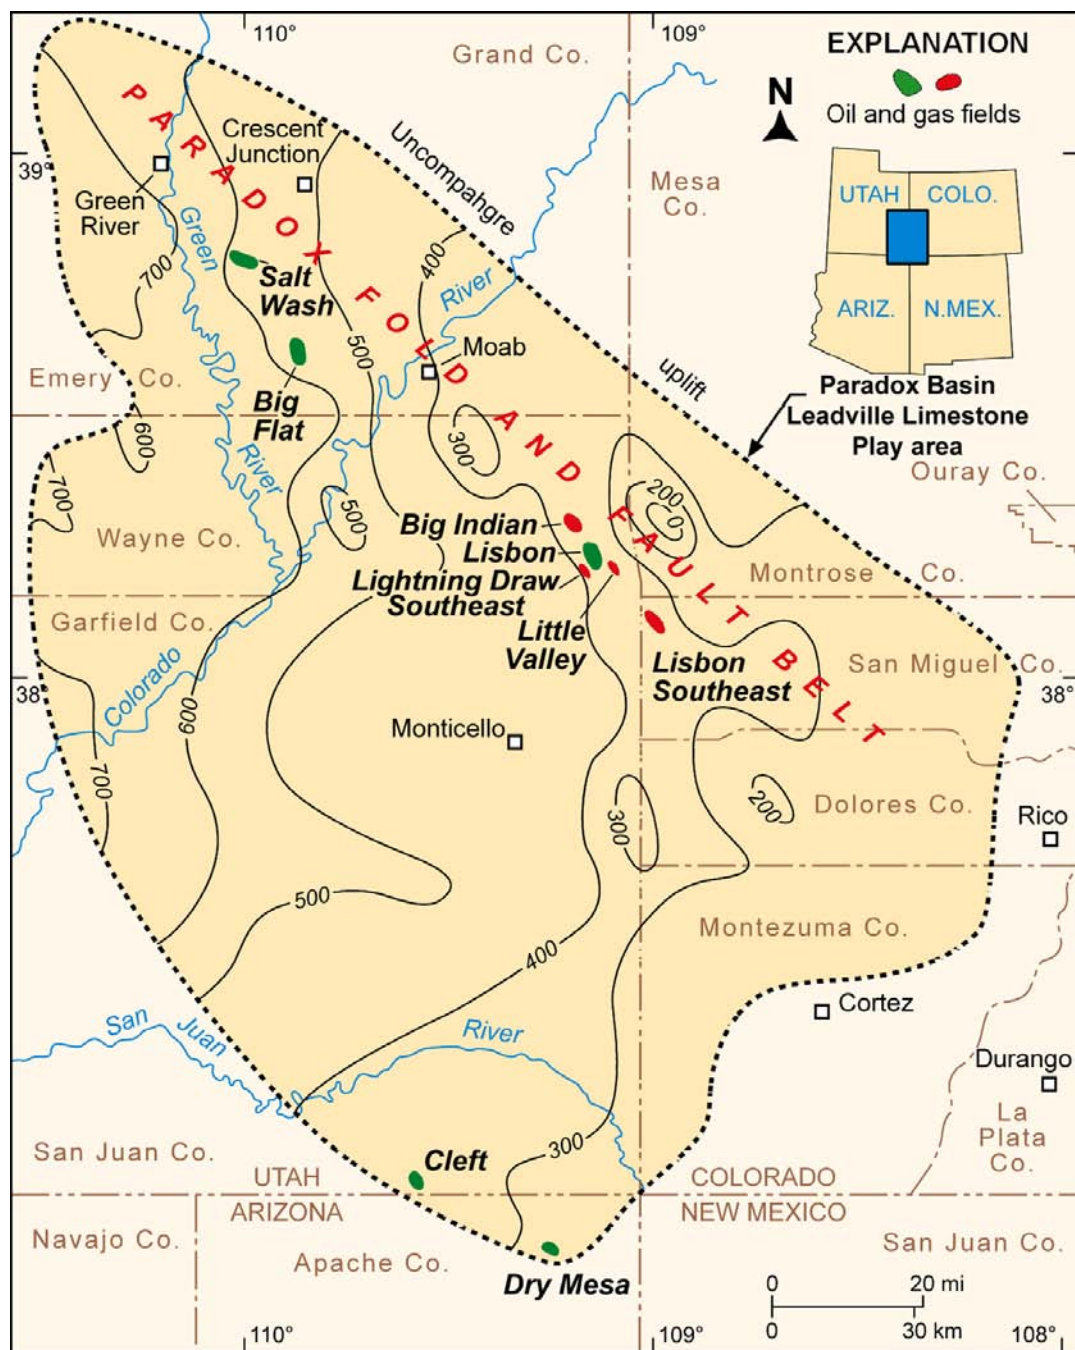 110°
109°
Grand Co.
EXPLANATION
N
Oil and gas fields
UTAH
COLO.
ARIZ.
N.MEX.
Paradox Basin
Leadville Limestone
Play area
PARADOX FOLD AND FAULT BELT
Crescent
Junction
Uncompahgre
uplift
39°
Green
River
Mesa
Co.
Green
River
700
400
Salt
Wash
River
500
Moab
Emery Co.
Big
Flat
600
300
Ouray Co.
700
500
200
0
Wayne Co.
Big Indian
Lisbon
Lightning Draw
Southeast
Montrose Co.
Garfield Co.
Little
Valley
Lisbon
Southeast
San Miguel Co.
38°
38°
Colorado
600
Monticello
700
200
Dolores Co.
300
Rico
500
Montezuma Co.
400
Cortez
San Juan River
Durango
La
Plata
Co.
300
San Juan Co.
Cleft
UTAH
COLORADO
ARIZONA
NEW MEXICO
Navajo Co.
Apache Co.
San Juan Co.
Dry Mesa
0 20 mi
0 30 km
110°
109°
108°